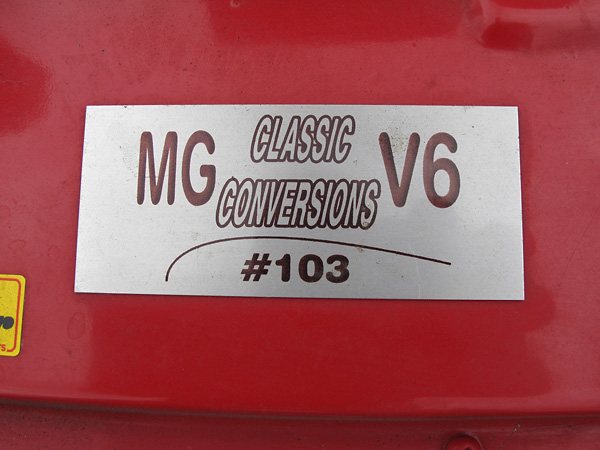 MG CLASSIC V6
CONVERSIONS
#103